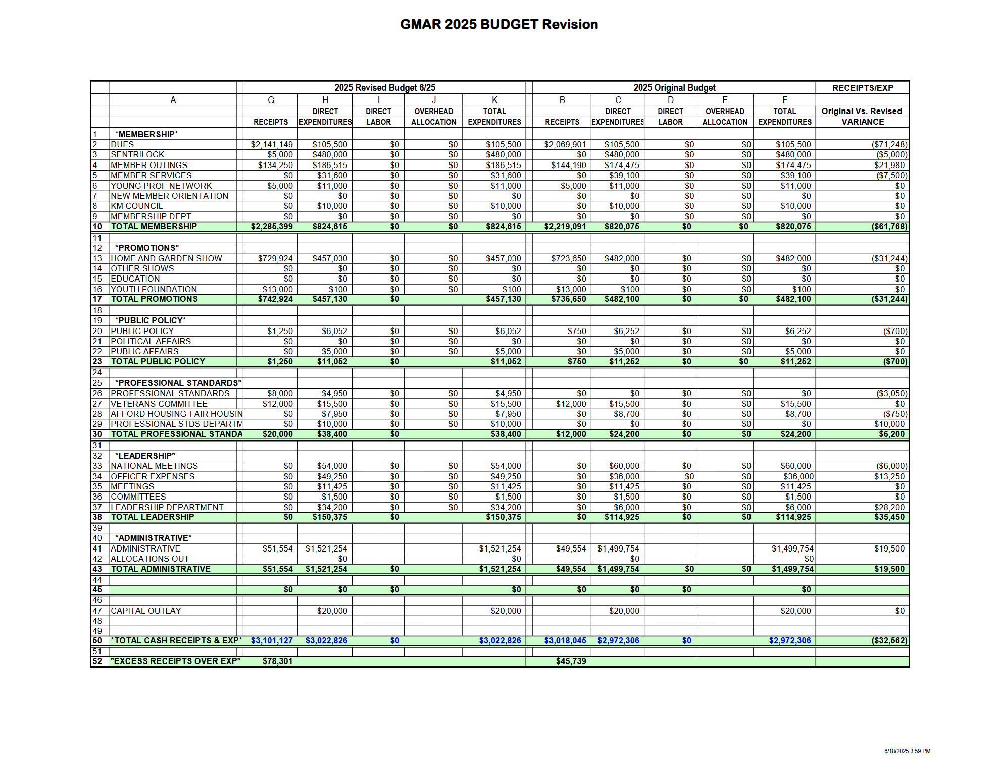 GMAR 2025 BUDGET Revision
2025 Revised Budget 6/25 2025 Original Budget RECEIPTS/EXP
A G H I J K B C D E F
DIRECT DIRECT OVERHEAD TOTAL DIRECT DIRECT OVERHEAD TOTAL Original Vs. Revised
RECEIPTS EXPENDITURES LABOR ALLOCATION EXPENDITURES RECEIPTS EXPENDITURES LABOR ALLOCATION EXPENDITURES VARIANCE
1 *MEMBERSHIP*
2 DUES $2,141,149 $105,500 $0 $0 $105,500 $2,069,901 $105,500 $0 $0 $105,500 ($71,248)
3 SENTRILOCK $5,000 $480,000 $0 $0 $480,000 $0 $480,000 $0 $0 $480,000 ($5,000)
4 MEMBER OUTINGS $134,250 $186,515 $0 $0 $186,515 $144,190 $174,475 $0 $0 $174,475 $21,980
5 MEMBER SERVICES $0 $31,600 $0 $0 $31,600 $0 $39,100 $0 $0 $39,100 ($7,500)
6 YOUNG PROF NETWORK $5,000 $11,000 $0 $0 $11,000 $5,000 $11,000 $0 $0 $11,000 $0
7 NEW MEMBER ORIENTATION $0 $0 $0 $0 $0 $0 $0 $0 $0 $0 $0
8 KM COUNCIL $0 $10,000 $0 $0 $10,000 $0 $10,000 $0 $0 $10,000 $0
9 MEMBERSHIP DEPT $0 $0 $0 $0 $0 $0 $0 $0 $0 $0 $0
10 TOTAL MEMBERSHIP $2,285,399 $824,615 $0 $0 $824,615 $2,219,091 $820,075 $0 $0 $820,075 ($61,768)
11
12 *PROMOTIONS*
13 HOME AND GARDEN SHOW $729,924 $457,030 $0 $0 $457,030 $723,650 $482,000 $0 $0 $482,000 ($31,244)
14 OTHER SHOWS $0 $0 $0 $0 $0 $0 $0 $0 $0 $0 $0
15 EDUCATION $0 $0 $0 $0 $0 $0 $0 $0 $0 $0 $0
16 YOUTH FOUNDATION $13,000 $100 $0 $0 $100 $13,000 $100 $0 $0 $100 $0
17 TOTAL PROMOTIONS $742,924 $457,130 $0 $457,130 $736,650 $482,100 $0 $0 $482,100 ($31,244)
18
19 *PUBLIC POLICY*
20 PUBLIC POLICY $1,250 $6,052 $0 $0 $6,052 $750 $6,252 $0 $0 $6,252 ($700)
21 POLITICAL AFFAIRS $0 $0 $0 $0 $0 $0 $0 $0 $0 $0 $0
22 PUBLIC AFFAIRS $0 $5,000 $0 $0 $5,000 $0 $5,000 $0 $0 $5,000 $0
23 TOTAL PUBLIC POLICY $1,250 $11,052 $0 $11,052 $750 $11,252 $0 $0 $11,252 ($700)
24
25 *PROFESSIONAL STANDARDS*
26 PROFESSIONAL STANDARDS $8,000 $4,950 $0 $0 $4,950 $0 $0 $0 $0 $0 ($3,050)
27 VETERANS COMMITTEE $12,000 $15,500 $0 $0 $15,500 $12,000 $15,500 $0 $0 $15,500 $0
28 AFFORD HOUSING-FAIR HOUSIN $0 $7,950 $0 $0 $7,950 $0 $8,700 $0 $0 $8,700 ($750)
29 PROFESSIONAL STDS DEPARTM $0 $10,000 $0 $0 $10,000 $0 $0 $0 $0 $0 $10,000
30 TOTAL PROFESSIONAL STANDA $20,000 $38,400 $0 $38,400 $12,000 $24,200 $0 $0 $24,200 $6,200
31
32 *LEADERSHIP*
33 NATIONAL MEETINGS $0 $54,000 $0 $0 $54,000 $0 $60,000 $0 $0 $60,000 ($6,000)
34 OFFICER EXPENSES $0 $49,250 $0 $0 $49,250 $0 $36,000 $0 $0 $36,000 $13,250
35 MEETINGS $0 $11,425 $0 $0 $11,425 $0 $11,425 $0 $0 $11,425 $0
36 COMMITTEES $0 $1,500 $0 $0 $1,500 $0 $1,500 $0 $0 $1,500 $0
37 LEADERSHIP DEPARTMENT $0 $34,200 $0 $0 $34,200 $0 $6,000 $0 $0 $6,000 $28,200
38 TOTAL LEADERSHIP $0 $150,375 $0 $150,375 $0 $114,925 $0 $0 $114,925 $35,450
39
40 *ADMINISTRATIVE*
41 ADMINISTRATIVE $51,554 $1,521,254 $1,521,254 $49,554 $1,499,754 $1,499,754 $19,500
42 ALLOCATIONS OUT $0 $0 $0 $0
43 TOTAL ADMINISTRATIVE $51,554 $1,521,254 $0 $1,521,254 $49,554 $1,499,754 $0 $0 $1,499,754 $19,500
44
45 $0 $0 $0 $0 $0 $0 $0 $0
46
47 CAPITAL OUTLAY $20,000 $20,000 $20,000 $20,000 $0
48
49
50 *TOTAL CASH RECEIPTS & EXP* $3,101,127 $3,022,826 $0 $3,022,826 $3,018,045 $2,972,306 $0 $2,972,306 ($32,562)
51
52 *EXCESS RECEIPTS OVER EXP* $78,301 $45,739
6/18/2025 3:59 PM